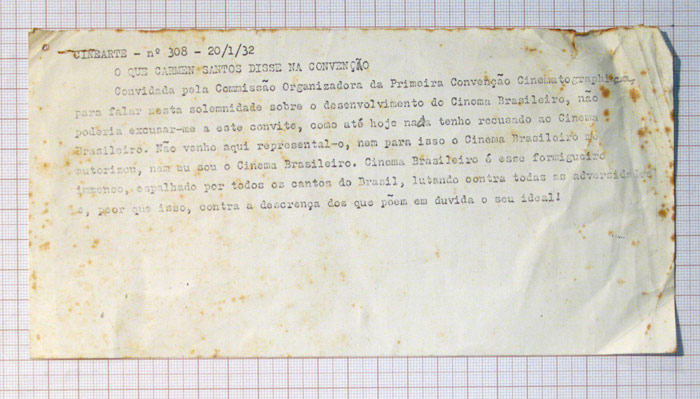 CINEARTE - nº 308 - 20/1/32
O QUE CARMEN SANTOS DISSE NA CONVENÇÃO
Convidada pela Commissao Organizadora da Primeira Convenção Cinematographica,
para falar nesta solemnidade sobre o desenvolvimento do Cinema Brasileiro, não
poderia excusar-me a este convite, como até hoje nada tenho recusado ao Cinema
Brasileiro. Não venho aqui represental-o, nem para isso o Cinema Brasileiro me
autorizou, nem eu sou o Cinema Brasileiro. Cinema Brasileiro é esse formigueiro
immenso, espalhado por todos os cantos do Brasil, lutando contra todas as adversidades
e, peor que isso, contra a descrença dos que põem em duvida o seu ideal!